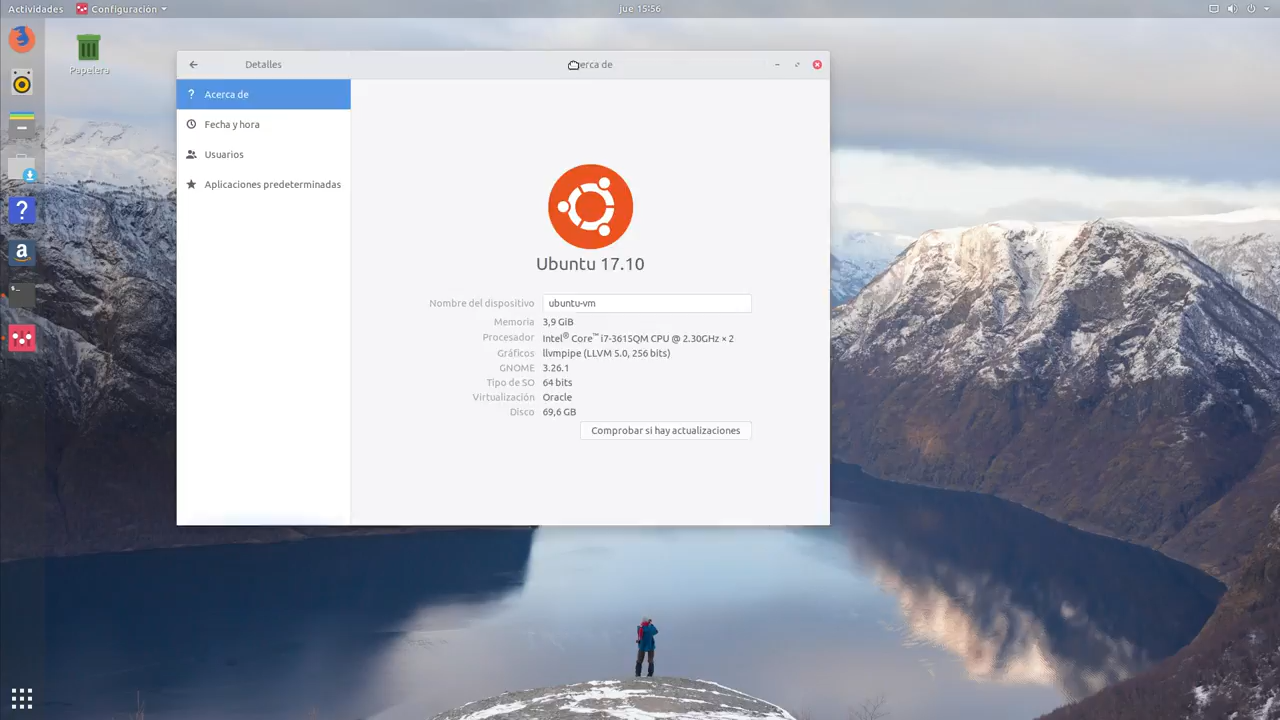 Actividades
Configuración
jue 15:56
Papelera
Detalles
erca de
Acerca de
Fecha y hora
Usuarios
Aplicaciones predeterminadas
Ubuntu 17.10
Nombre del dispositivo ubuntu-vm
Memoria 3,9 GiB
Procesador Intel® Core™ i7-3615QM CPU @ 2.30GHz × 2
Gráficos llvmpipe (LLVM 5.0, 256 bits)
GNOME 3.26.1
Tipo de SO 64 bits
Virtualización Oracle
Disco 69,6 GB
Comprobar si hay actualizaciones